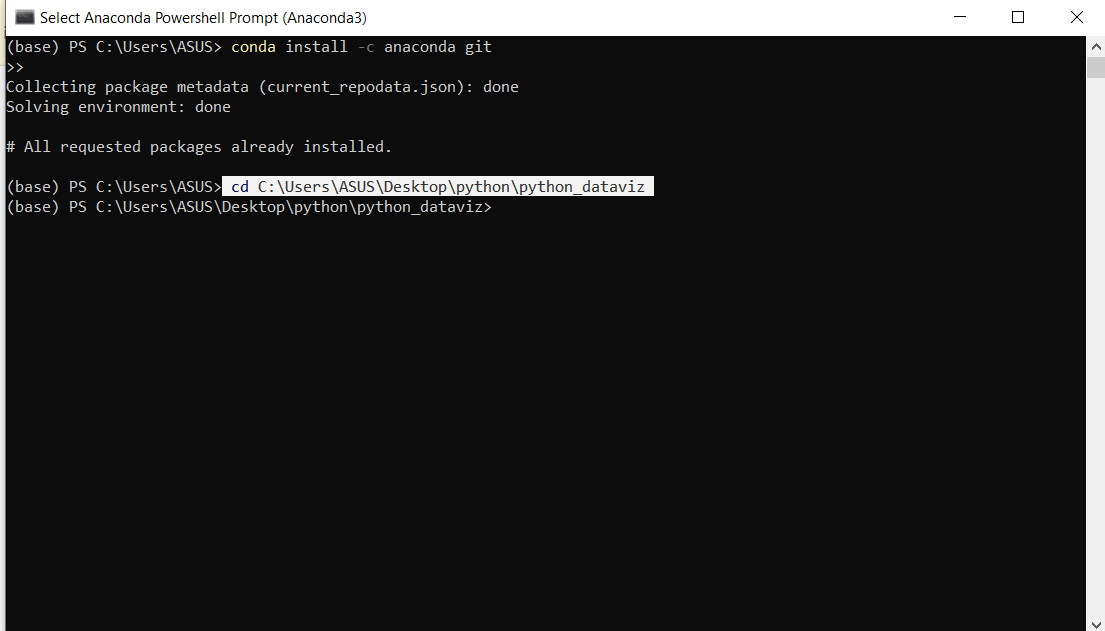 Select Anaconda Powershell Prompt (Anaconda3)
(base) PS C:\Users\ASUS> conda install -c anaconda git
>>
Collecting package metadata (current_repodata.json): done
Solving environment: done
# All requested packages already installed.
(base) PS C:\Users\ASUS> cd C:\Users\ASUS\Desktop\python\python_dataviz
(base) PS C:\Users\ASUS\Desktop\python\python_dataviz>